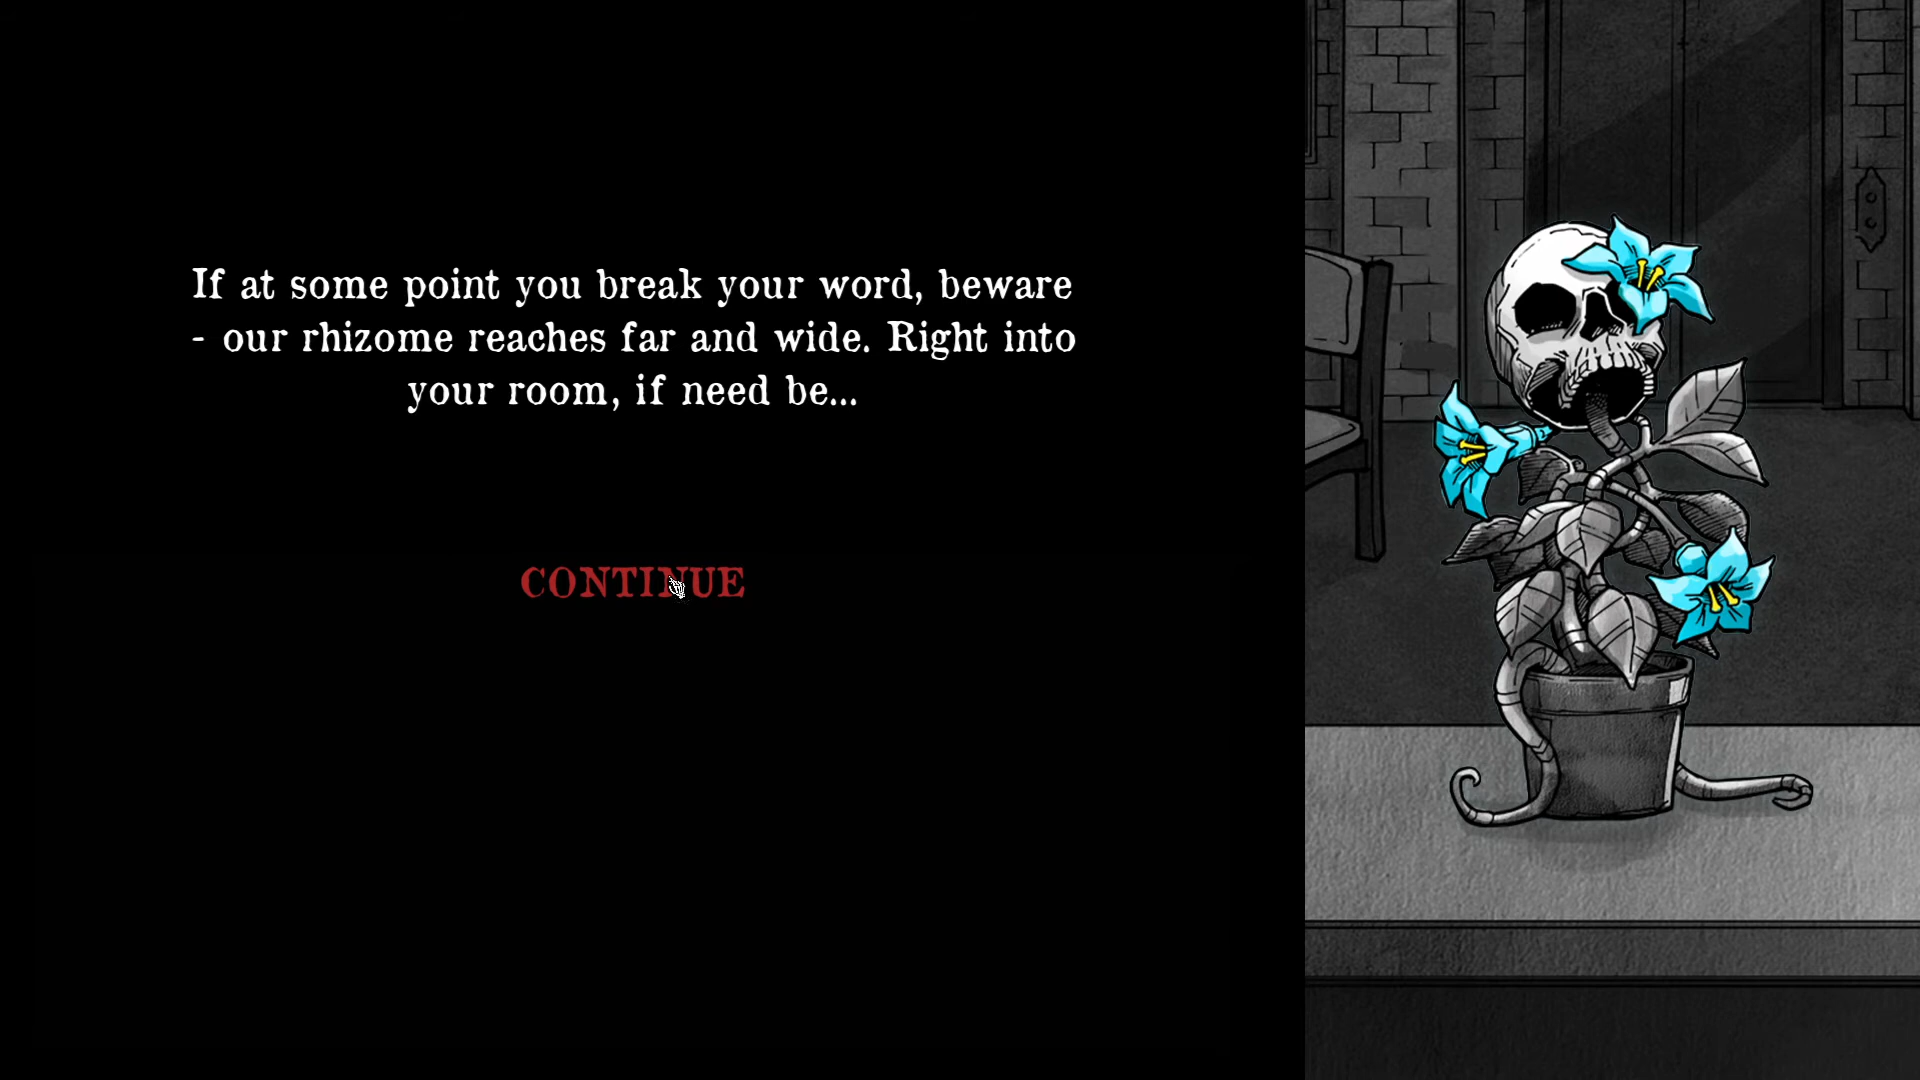 If at some point you break your word, beware
- our rhizome reaches far and wide. Right into
your room, if need be...
CONTINUE